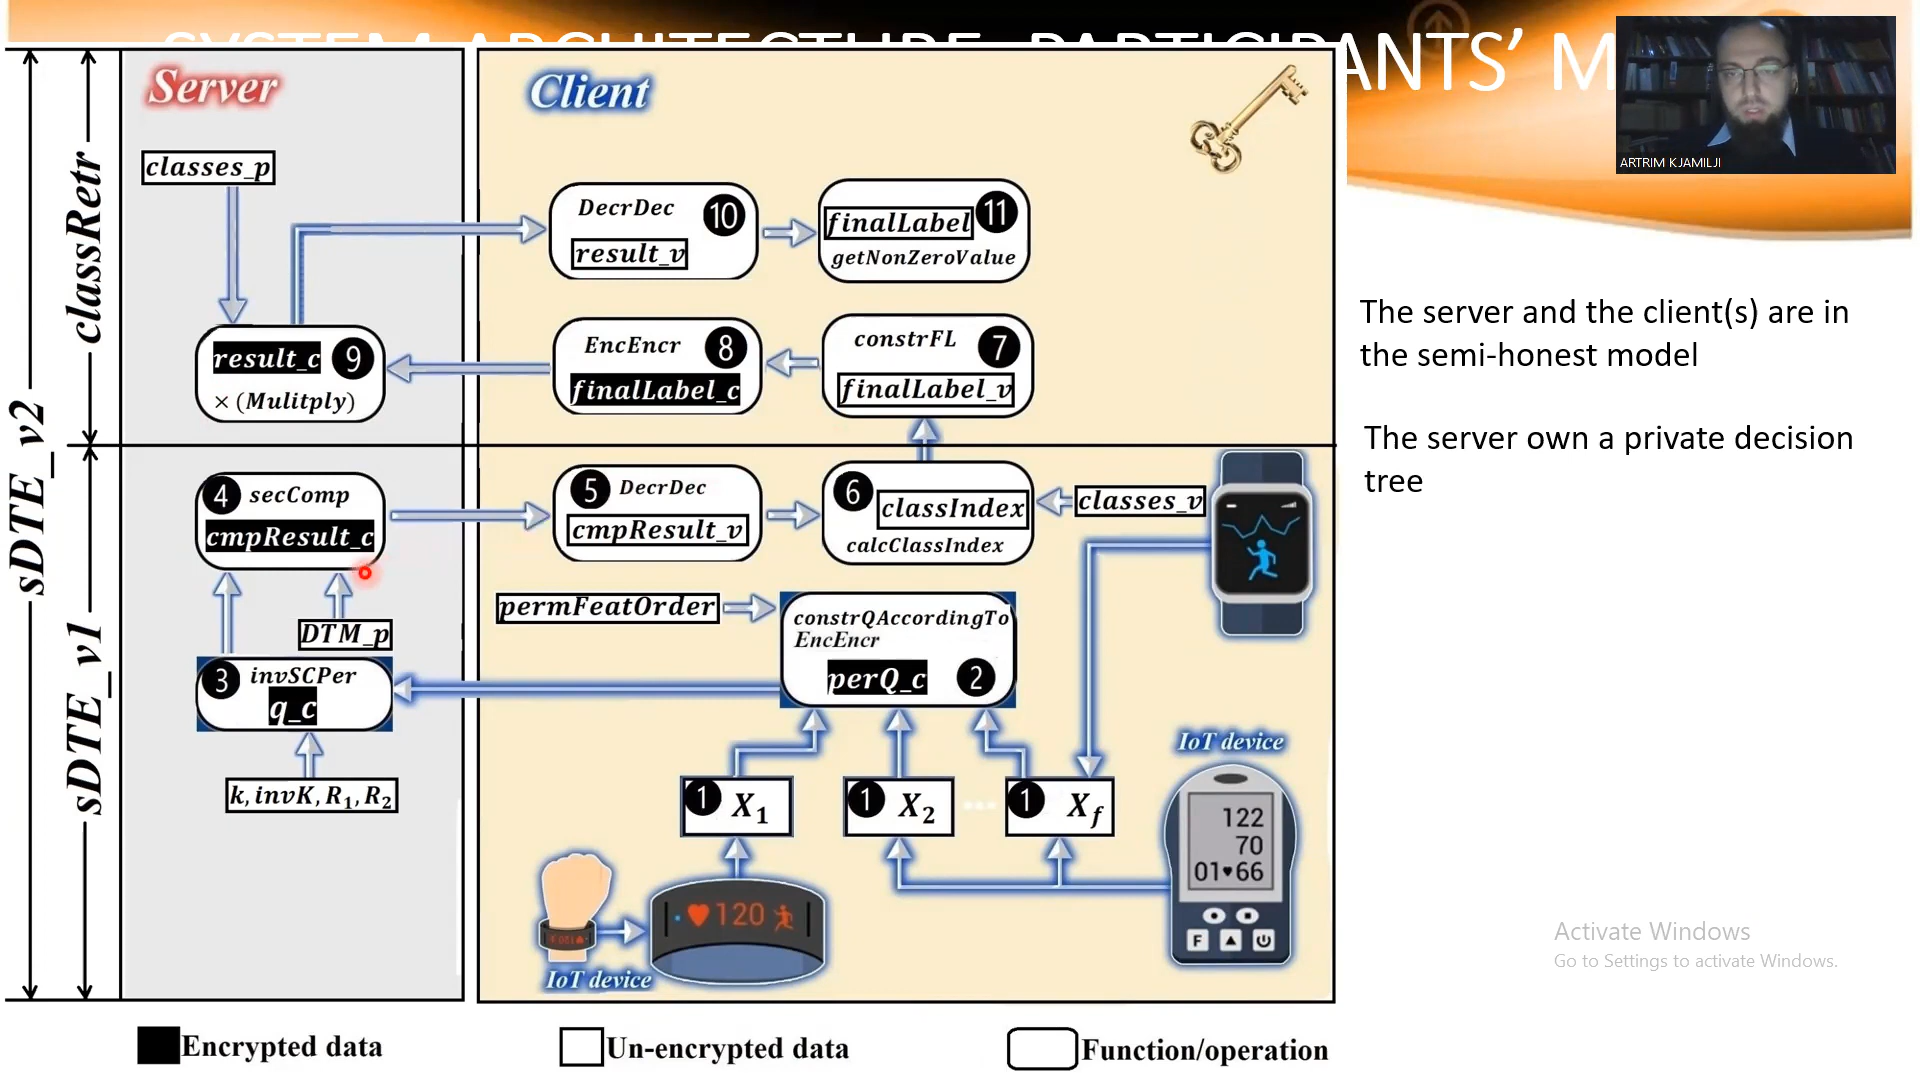 SYSTEM ARCHITECTURE, PARTICIPANTS’ M
ARTRIM KJAMILJI
Server
Client
classes_p
DecrDec
10
result_v
finalLabel
11
getNonZeroValue
classRetr
result_c
9
× (Mulitply)
EncEncr
8
finalLabel_c
constrFL
7
finalLabel_v
The server and the client(s) are in
the semi-honest model
The server own a private decision
tree
sDTE_v2
sDTE_v1
4 secComp
cmpResult_c
5 DecrDec
cmpResult_v
6 classIndex
calcClassIndex
classes_v
DTM_p
permFeatOrder
constrQAccordingTo
EncEncr
perQ_c 2
3 invSCPer
q_c
k, invK, R₁, R₂
1 X₁
1 X₂
...
1 X_f
IoT device
122
70
01♥66
F
♥120
IoT device
Activate Windows
Go to Settings to activate Windows.
Encrypted data
Un-encrypted data
Function/operation